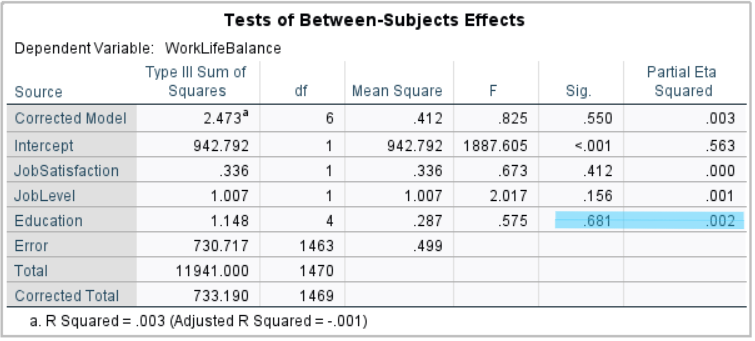 Tests of Between-Subjects Effects
Dependent Variable: WorkLifeBalance
Source Type III Sum of Squares df Mean Square F Sig. Partial Eta Squared
Corrected Model 2.473a 6 .412 .825 .550 .003
Intercept 942.792 1 942.792 1887.605 <.001 .563
JobSatisfaction .336 1 .336 .673 .412 .000
JobLevel 1.007 1 1.007 2.017 .156 .001
Education 1.148 4 .287 .575 .681 .002
Error 730.717 1463 .499
Total 11941.000 1470
Corrected Total 733.190 1469
a. R Squared = .003 (Adjusted R Squared = -.001)